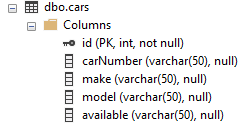 dbo.cars
Columns
id (PK, int, not null)
carNumber (varchar(50), null)
make (varchar(50), null)
model (varchar(50), null)
available (varchar(50), null)